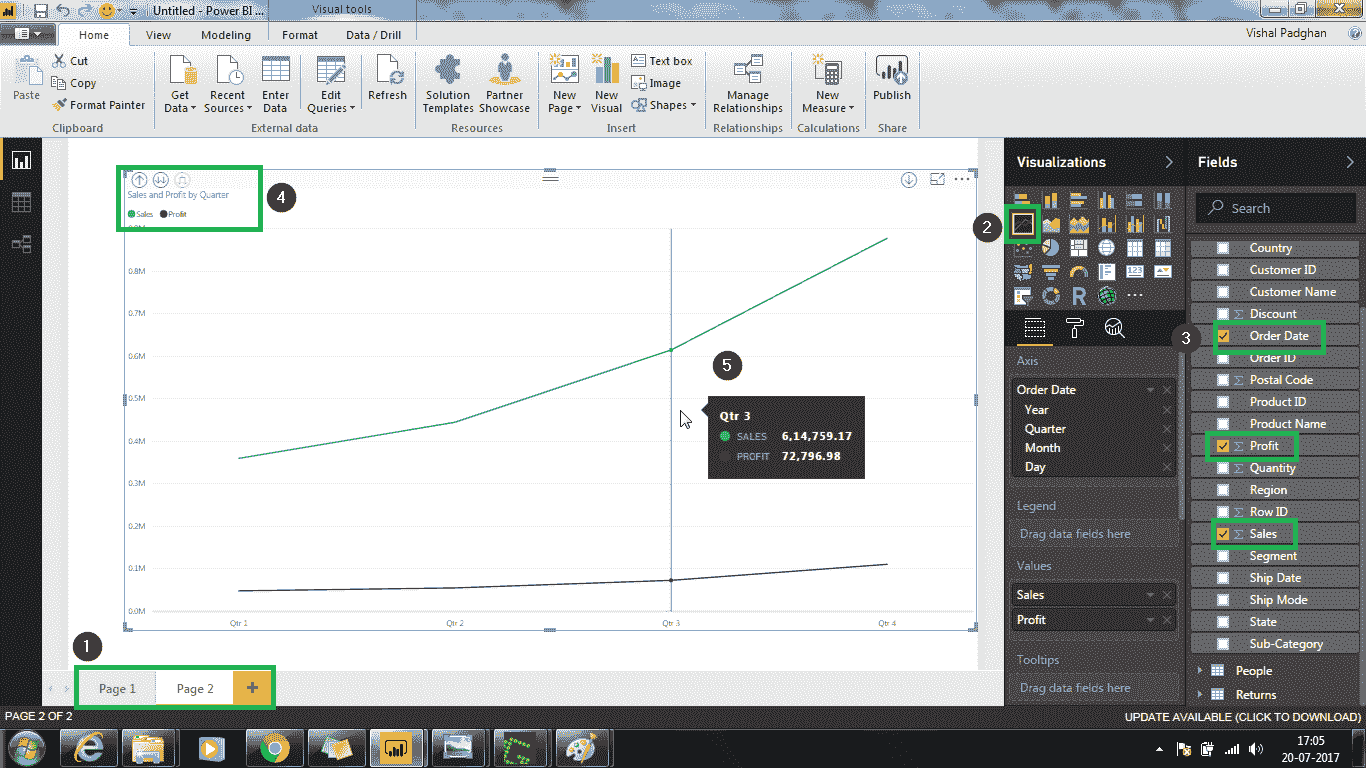 Untitled - Power BI ...
Visual tools
Home
View
Modeling
Format
Data / Drill
Vishal Padghan
Paste
Cut
Copy
Format Painter
Get Data
Recent Sources
Enter Data
Edit Queries
Refresh
Solution Templates
Partner Showcase
New Page
New Visual
Text box
Image
Shapes
Manage Relationships
New Measure
Publish
Clipboard
External data
Resources
Insert
Relationships
Calculations
Share
Sales and Profit by Quarter
Sales
Profit
4
0.8M
0.7M
0.6M
0.5M
0.4M
0.3M
0.2M
0.1M
0.0M
Qtr 1
Qtr 2
Qtr 3
Qtr 4
5
Qtr 3
SALES 6,14,759.17
PROFIT 72,796.98
1
Page 1
Page 2
+
Visualizations
2
R
123
Axis
Order Date
Year
Quarter
Month
Day
Legend
Drag data fields here
Values
Sales
Profit
Tooltips
Drag data fields here
Fields
Search
3
Country
Customer ID
Customer Name
Σ Discount
Order Date
Order ID
Σ Postal Code
Product ID
Product Name
Σ Profit
Σ Quantity
Region
Σ Row ID
Σ Sales
Segment
Ship Date
Ship Mode
State
Sub-Category
People
Returns
PAGE 2 OF 2
UPDATE AVAILABLE (CLICK TO DOWNLOAD)
17:05
20-07-2017